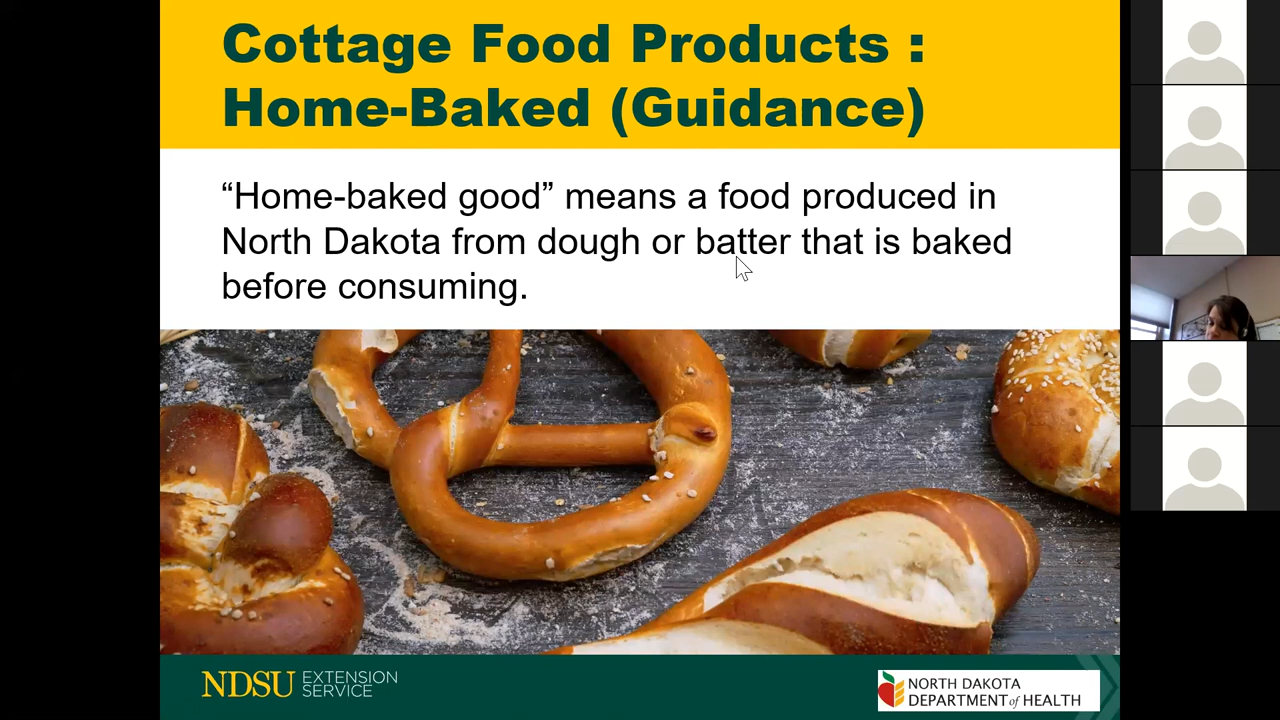 Cottage Food Products :
Home-Baked (Guidance)
“Home-baked good” means a food produced in
North Dakota from dough or batter that is baked
before consuming.
NDSU EXTENSION
SERVICE
NORTH DAKOTA
DEPARTMENT of HEALTH